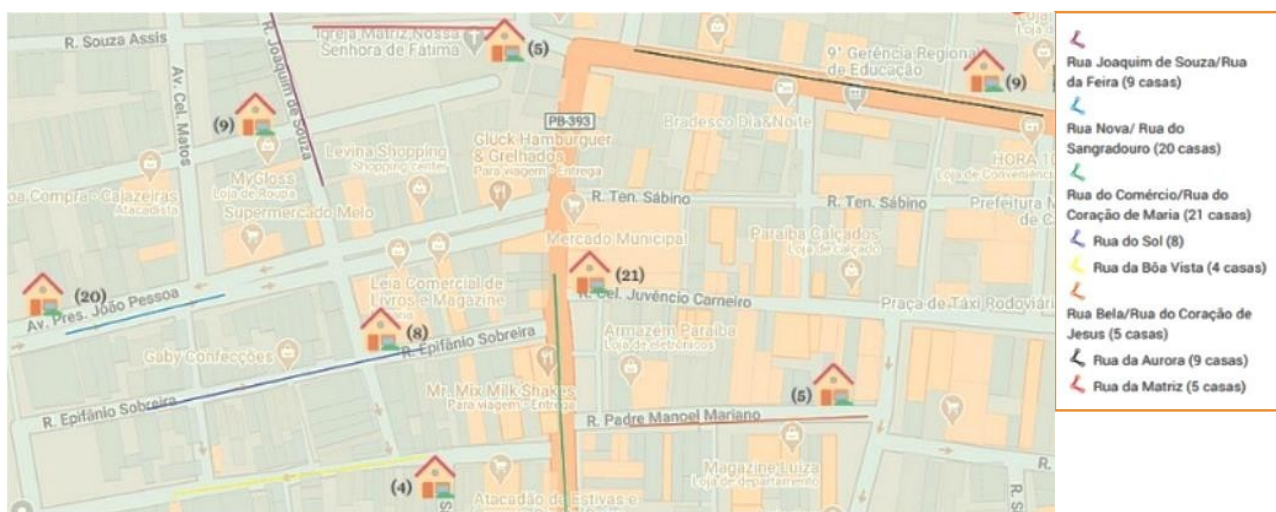 R. Souza Assis
Igreja Matriz Nossa
Senhora de Fátima
(5)
9ª Gerência Regional
de Educação
(9)
R. Joaquim de Souza
Av. Cel. Matos
(9)
PB-393
Bradesco Dia&Noite
Glück Hamburguer
& Grelhados
Para viagem - Entrega
Levina Shopping
Shopping center
HORA 10
Loja de Conveniência
MyGloss
Loja de Roupa
oa Compra - Cajazeiras
Atacadista
R. Ten. Sábino
R. Ten. Sábino
Prefeitura M
de C
Supermercado Melo
Mercado Municipal
Paraiba Calçados
Loja de calçado
(21)
(20)
Leia Comercial de
Livros e Magazine
R. Cel. Juvêncio Carneiro
Praça de Táxi Rodoviári
Av. Pres. João Pessoa
(8)
Armazém Paraíba
Loja de eletrônicos
R. Epifânio Sobreira
Gaby Confecções
Mr. Mix Milk Shakes
Para viagem - Entrega
(5)
R. Epifânio Sobreira
R. Padre Manoel Mariano
Magazine Luiza
Loja de departamento
R.
(4)
Atacadão de Estivas e
Rua Joaquim de Souza/Rua
da Feira (9 casas)
Rua Nova/ Rua do
Sangradouro (20 casas)
Rua do Comércio/Rua do
Coração de Maria (21 casas)
Rua do Sol (8)
Rua da Bôa Vista (4 casas)
Rua Bela/Rua do Coração de
Jesus (5 casas)
Rua da Aurora (9 casas)
Rua da Matriz (5 casas)